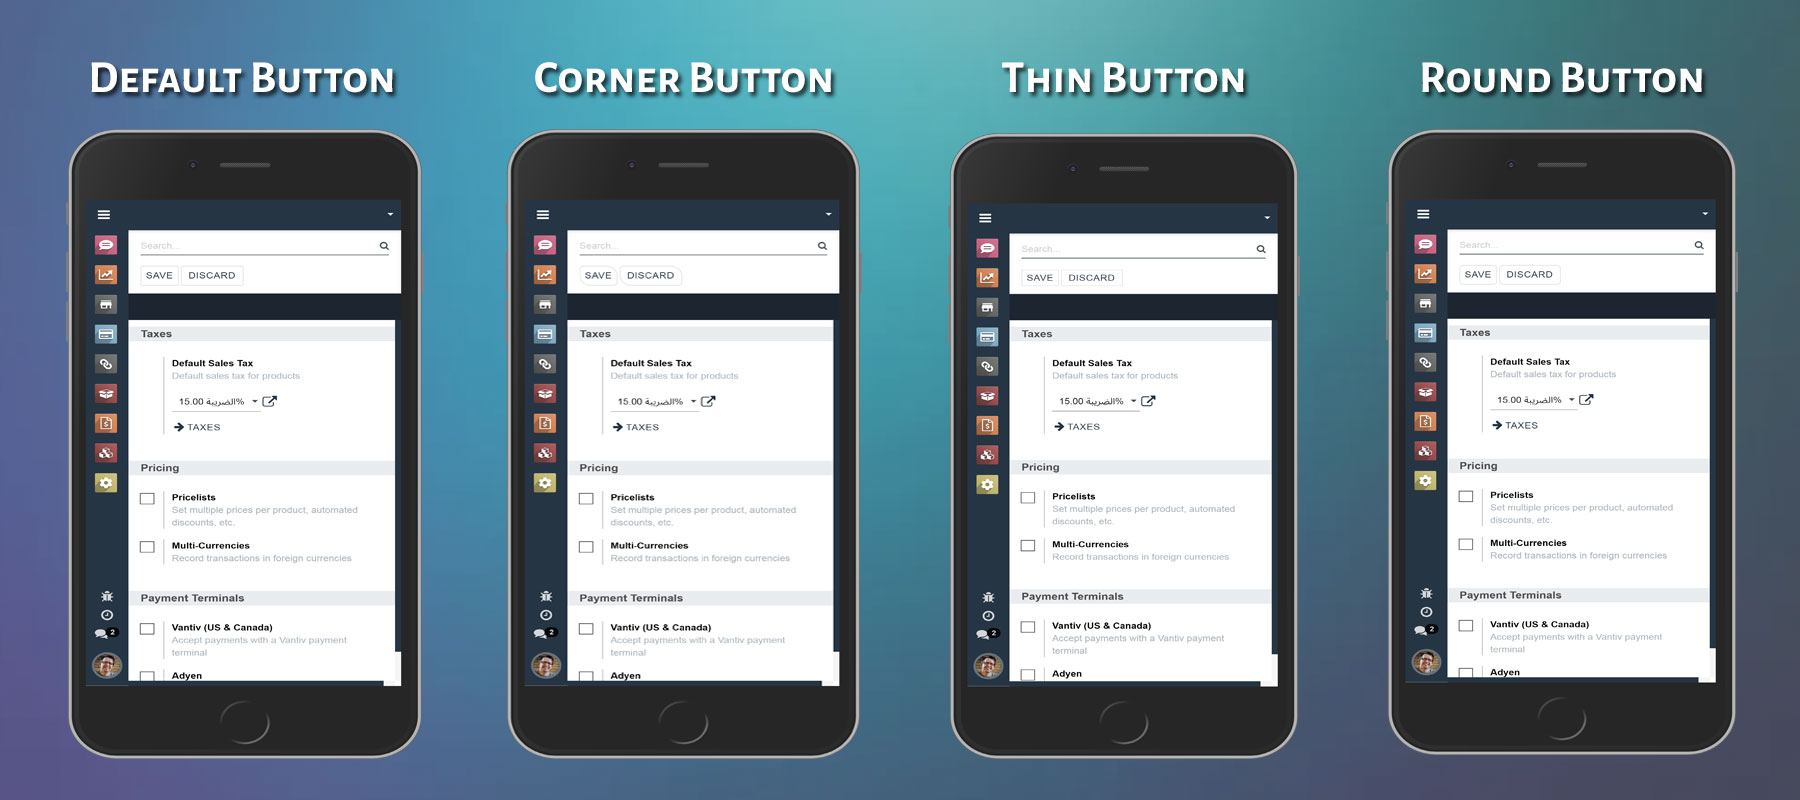 Default Button
Search...
SAVE DISCARD
Taxes
Default Sales Tax
Default sales tax for products
15.00 الضريبة%
TAXES
Pricing
Pricelists
Set multiple prices per product, automated
discounts, etc.
Multi-Currencies
Record transactions in foreign currencies
Payment Terminals
Vantiv (US & Canada)
Accept payments with a Vantiv payment
terminal
Adyen
2
Corner Button
Search...
SAVE DISCARD
Taxes
Default Sales Tax
Default sales tax for products
15.00 الضريبة%
TAXES
Pricing
Pricelists
Set multiple prices per product, automated
discounts, etc.
Multi-Currencies
Record transactions in foreign currencies
Payment Terminals
Vantiv (US & Canada)
Accept payments with a Vantiv payment
terminal
Adyen
2
Thin Button
Search...
SAVE DISCARD
Taxes
Default Sales Tax
Default sales tax for products
15.00 الضريبة%
TAXES
Pricing
Pricelists
Set multiple prices per product, automated
discounts, etc.
Multi-Currencies
Record transactions in foreign currencies
Payment Terminals
Vantiv (US & Canada)
Accept payments with a Vantiv payment
terminal
Adyen
2
Round Button
Search...
SAVE DISCARD
Taxes
Default Sales Tax
Default sales tax for products
15.00 الضريبة%
TAXES
Pricing
Pricelists
Set multiple prices per product, automated
discounts, etc.
Multi-Currencies
Record transactions in foreign currencies
Payment Terminals
Vantiv (US & Canada)
Accept payments with a Vantiv payment
terminal
Adyen
2